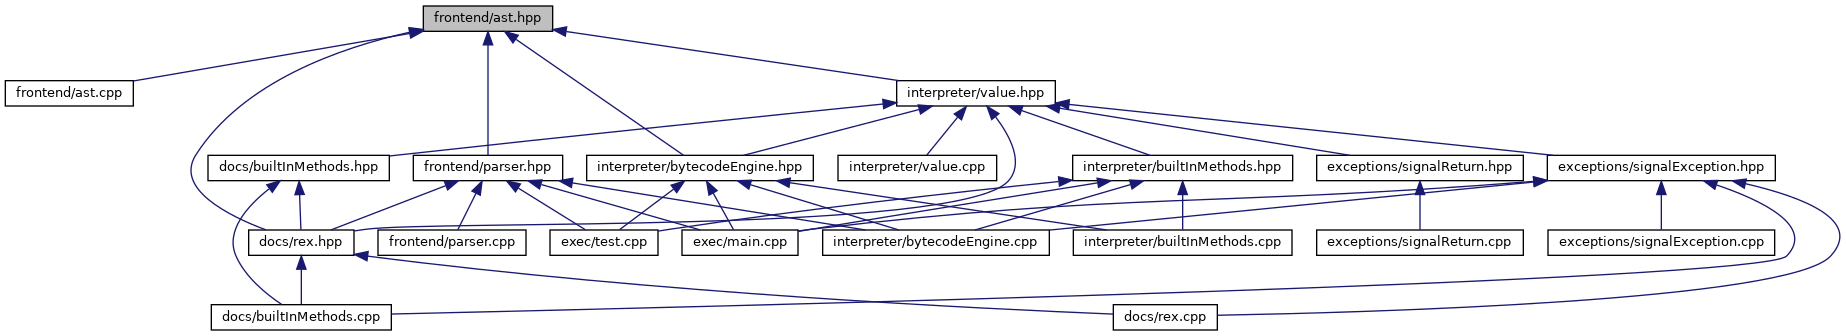 frontend/ast.hpp
frontend/ast.cpp
interpreter/value.hpp
docs/builtInMethods.hpp
frontend/parser.hpp
interpreter/bytecodeEngine.hpp
interpreter/value.cpp
interpreter/builtInMethods.hpp
exceptions/signalReturn.hpp
exceptions/signalException.hpp
docs/rex.hpp
frontend/parser.cpp
exec/test.cpp
exec/main.cpp
interpreter/bytecodeEngine.cpp
interpreter/builtInMethods.cpp
exceptions/signalReturn.cpp
exceptions/signalException.cpp
docs/builtInMethods.cpp
docs/rex.cpp